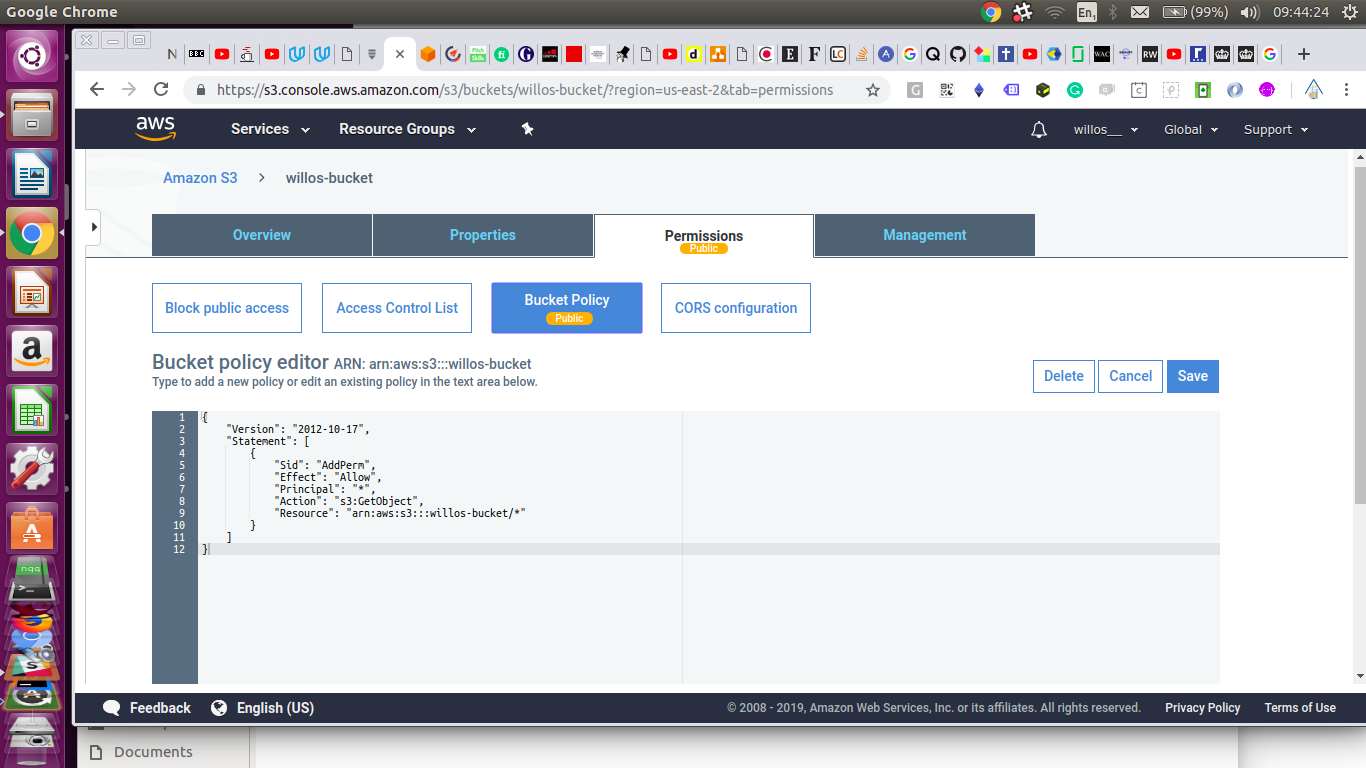 Google Chrome
En1
(99%)
09:44:24
https://s3.console.aws.amazon.com/s3/buckets/willos-bucket/?region=us-east-2&tab=permissions
aws
Services
Resource Groups
willos__
Global
Support
Amazon S3 > willos-bucket
Overview
Properties
Permissions
Public
Management
Block public access
Access Control List
Bucket Policy
Public
CORS configuration
Bucket policy editor ARN: arn:aws:s3:::willos-bucket
Type to add a new policy or edit an existing policy in the text area below.
Delete
Cancel
Save
1 {
2 "Version": "2012-10-17",
3 "Statement": [
4 {
5 "Sid": "AddPerm",
6 "Effect": "Allow",
7 "Principal": "*",
8 "Action": "s3:GetObject",
9 "Resource": "arn:aws:s3:::willos-bucket/*"
10 }
11 ]
12 }
Feedback
English (US)
© 2008 - 2019, Amazon Web Services, Inc. or its affiliates. All rights reserved.
Privacy Policy
Terms of Use
Documents